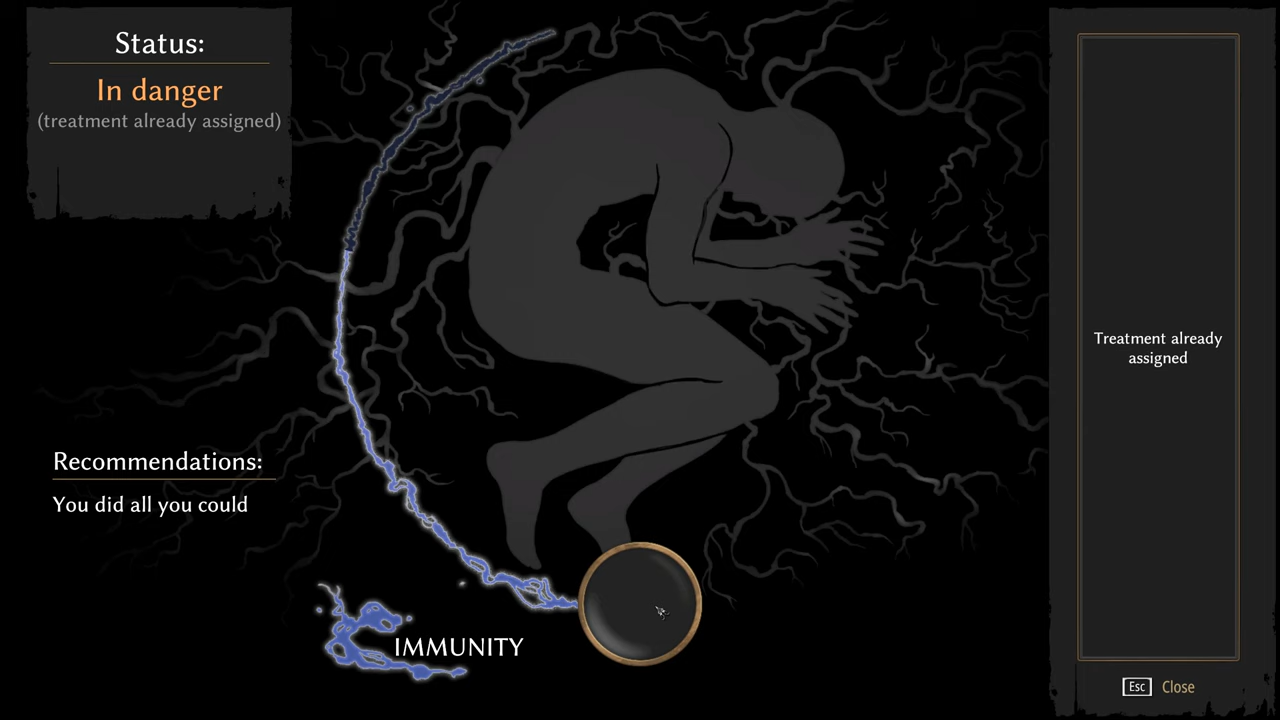 Status:
In danger
(treatment already assigned)
Recommendations:
You did all you could
IMMUNITY
Treatment already
assigned
Esc Close